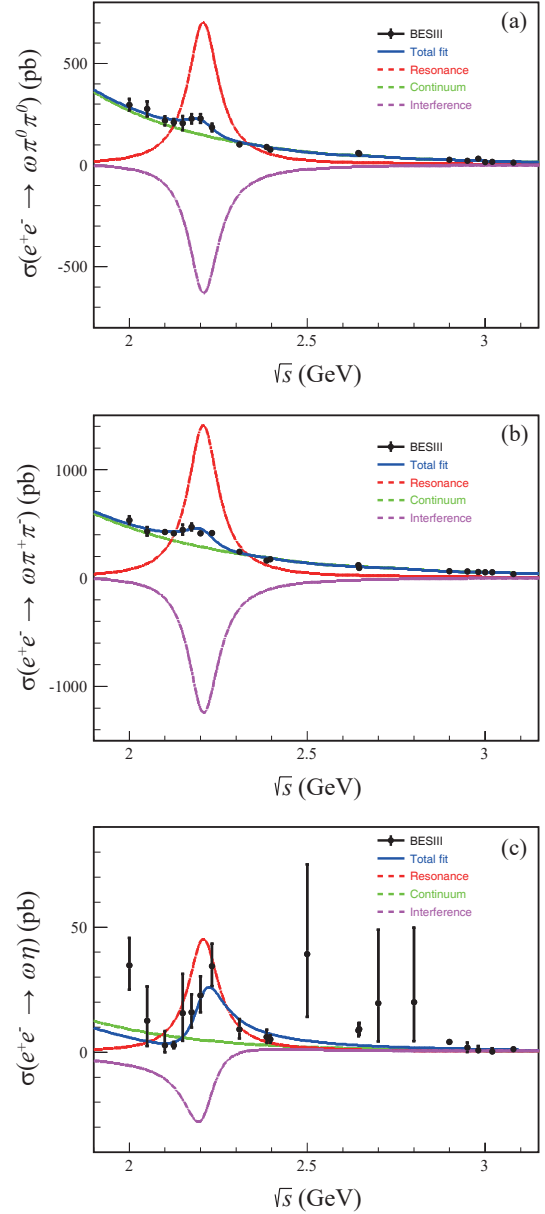 (a)
BESIII
Total fit
Resonance
Continuum
Interference
σ(e⁺e⁻ → ωπ⁰π⁰) (pb)
500
0
-500
2 2.5 3
√s (GeV)
(b)
BESIII
Total fit
Resonance
Continuum
Interference
σ(e⁺e⁻ → ωπ⁺π⁻) (pb)
1000
0
-1000
2 2.5 3
√s (GeV)
(c)
BESIII
Total fit
Resonance
Continuum
Interference
σ(e⁺e⁻ → ωη) (pb)
50
0
2 2.5 3
√s (GeV)